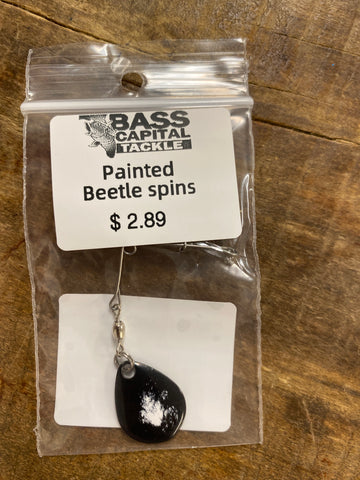 BASS
CAPITAL
TACKLE
Painted
Beetle spins
$ 2.89